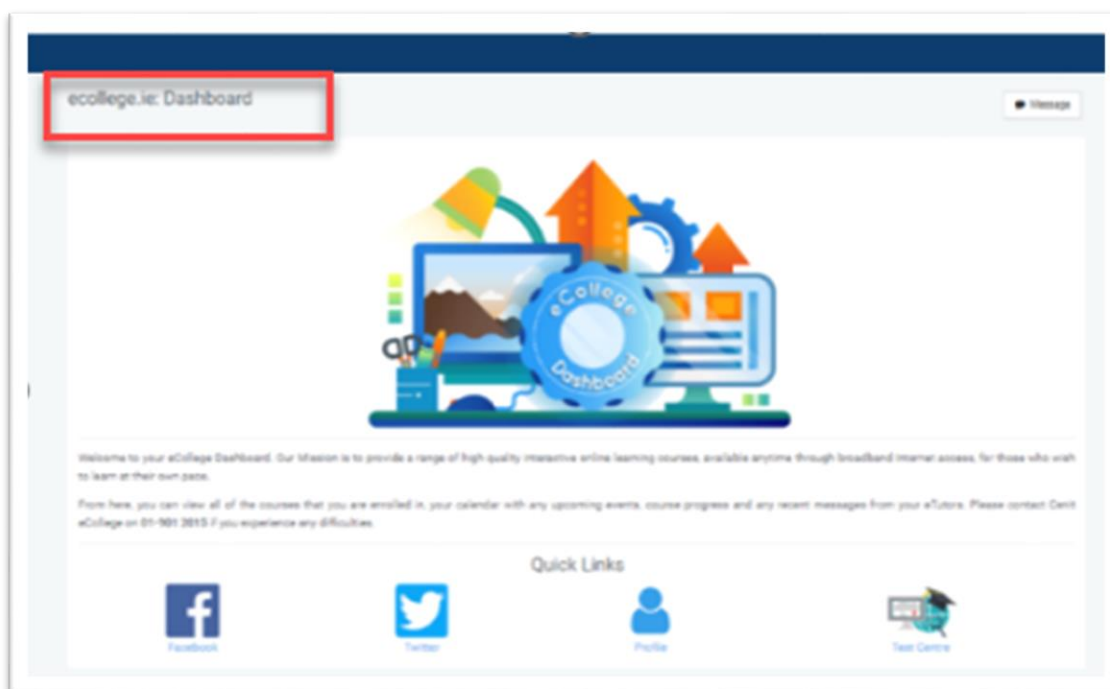 ecollege.ie: Dashboard
Message
eCollege
Dashboard
Welcome to your eCollege Dashboard. Our Mission is to provide a range of high quality interactive online learning courses, available anytime through broadband internet access, for those who wish
to learn at their own pace.
From here, you can view all of the courses that you are enrolled in, your calendar with any upcoming events, course progress and any recent messages from your eTutors. Please contact
eCollege on 01-901 2015 if you experience any difficulties.
Quick Links
Facebook
Twitter
Profile
Test Centre